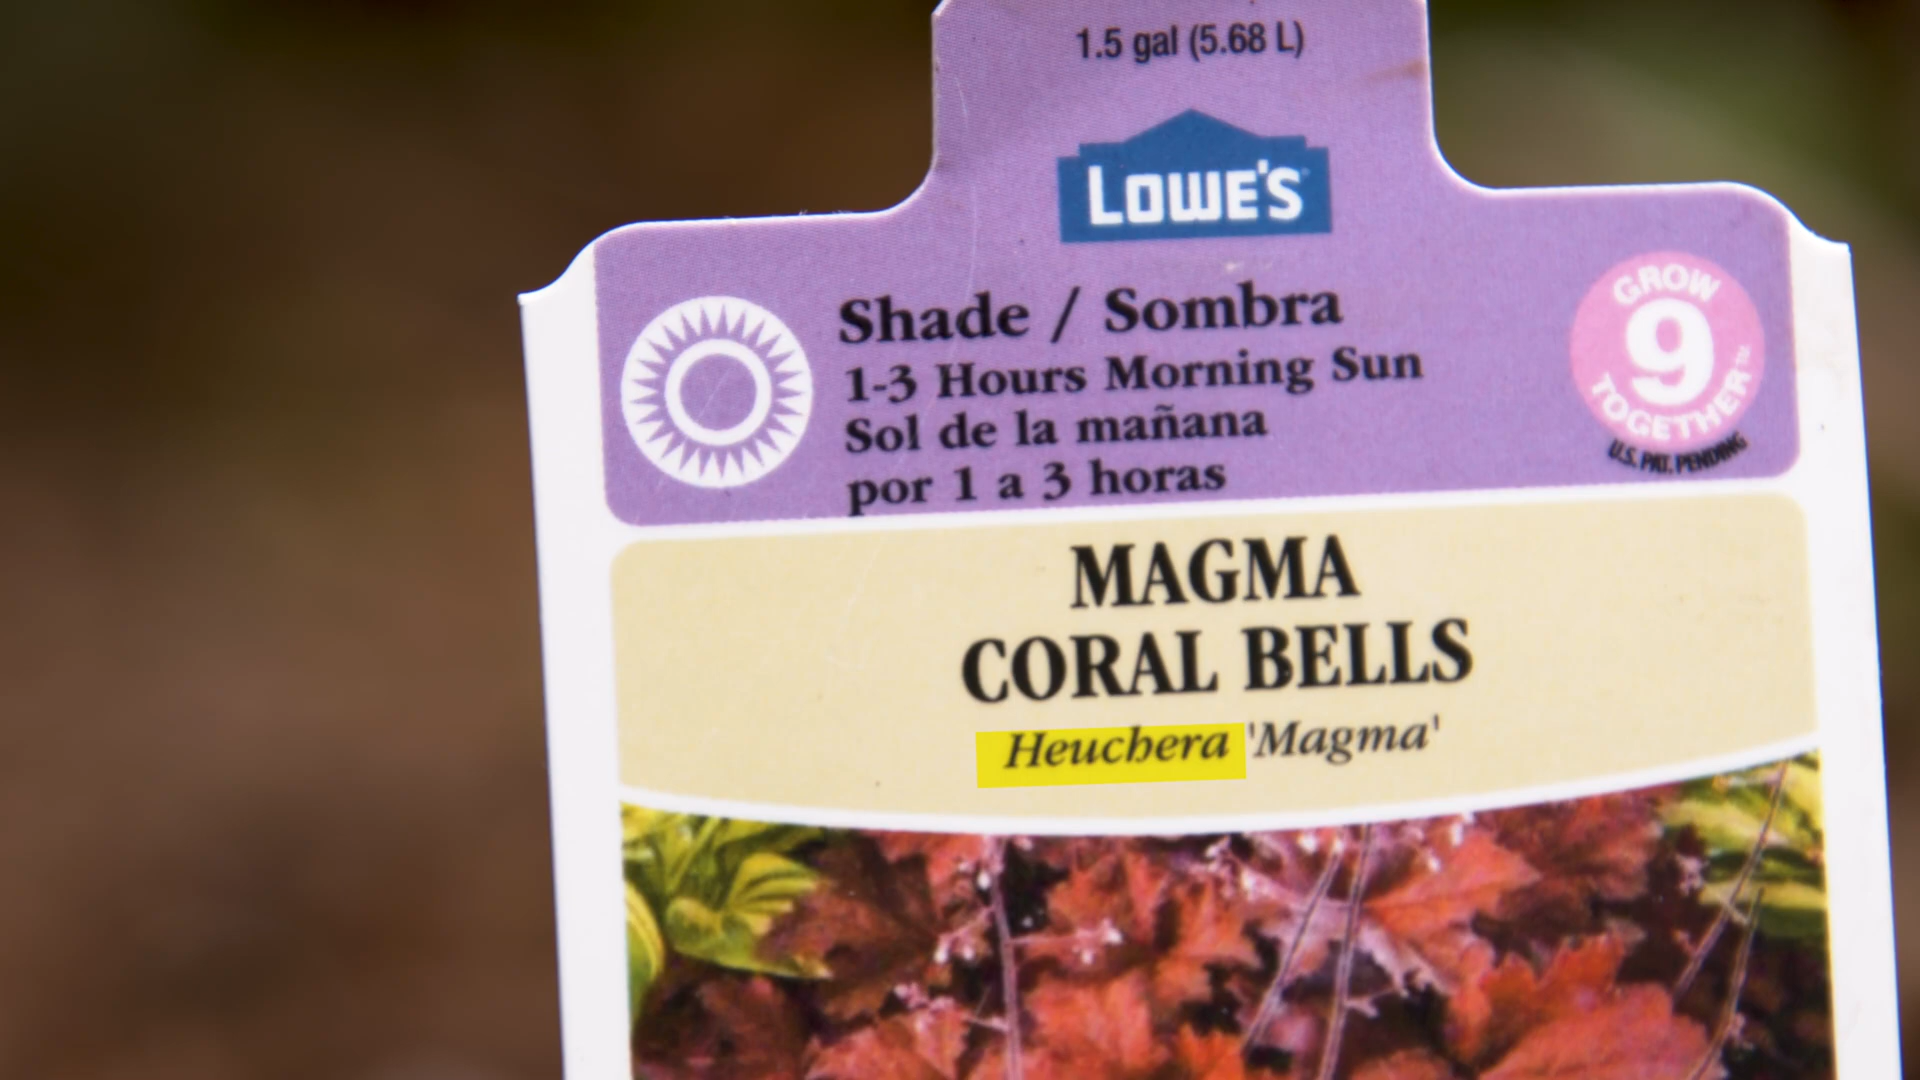 1.5 gal (5.68 L)
LOWE'S
Shade / Sombra
1-3 Hours Morning Sun
Sol de la mañana
por 1 a 3 horas
GROW
9
TOGETHER™
U.S. PAT. PENDING
MAGMA
CORAL BELLS
Heuchera 'Magma'